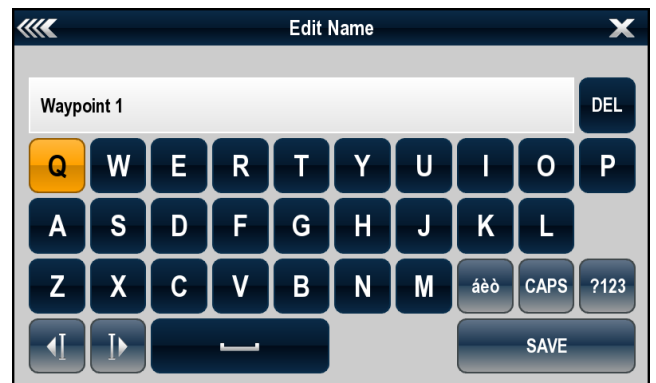 Edit Name
Waypoint 1 DEL
Q W E R T Y U I O P
A S D F G H J K L
Z X C V B N M áèò CAPS ?123
SAVE